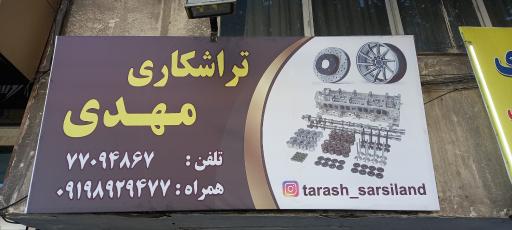 تراشکاری
مهدی
تلفن : ۷۷۰۹۴۸۶۷
همراه : ۰۹۱۹۸۹۲۹۴۷۷
tarash_sarsiland